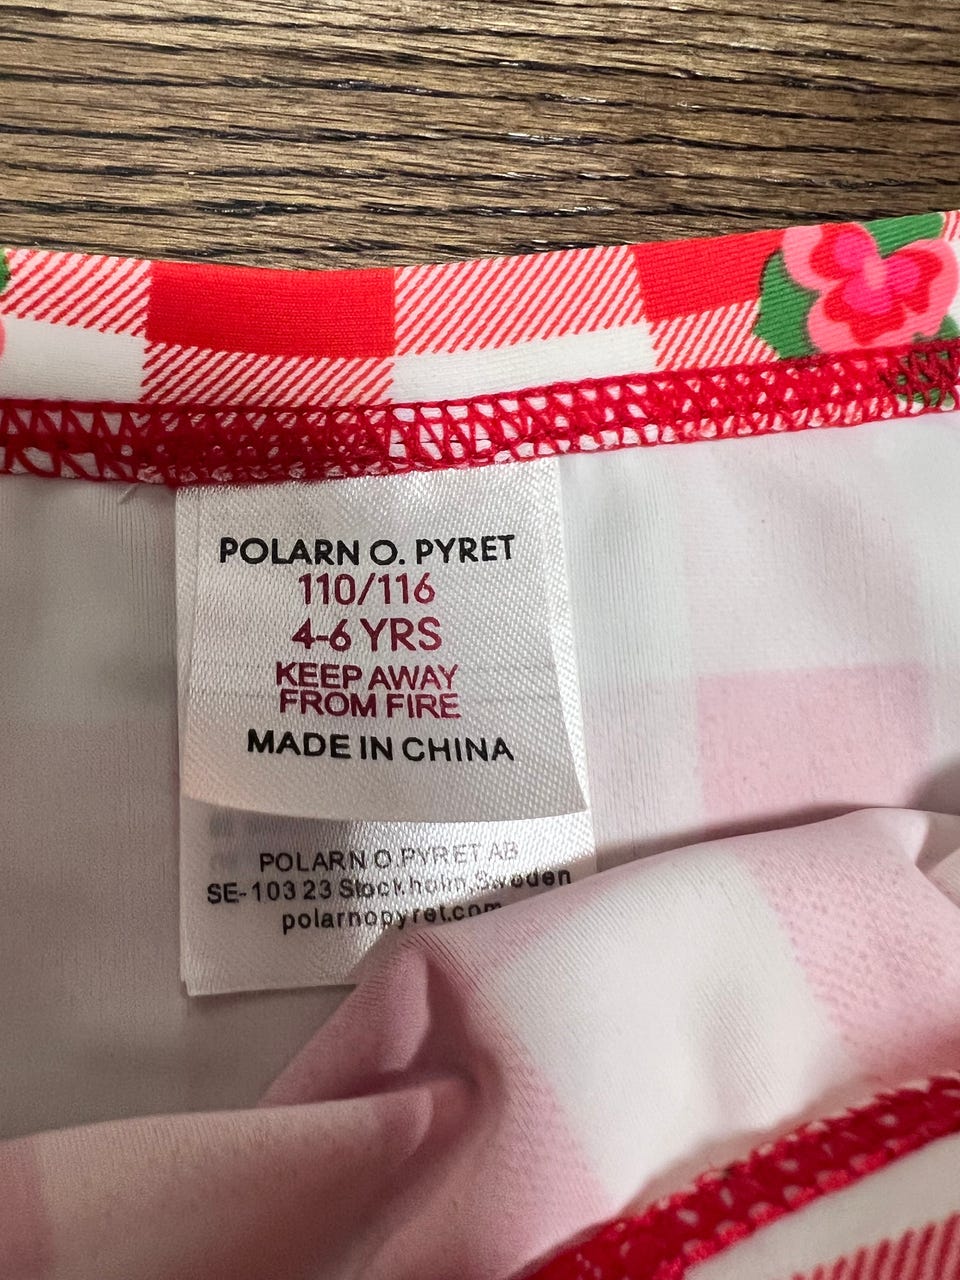 POLARN O. PYRET
110/116
4-6 YRS
KEEP AWAY
FROM FIRE
MADE IN CHINA
POLARN O.PYRET AB
SE-103 23 Stockholm, Sweden
polarnopyret.com